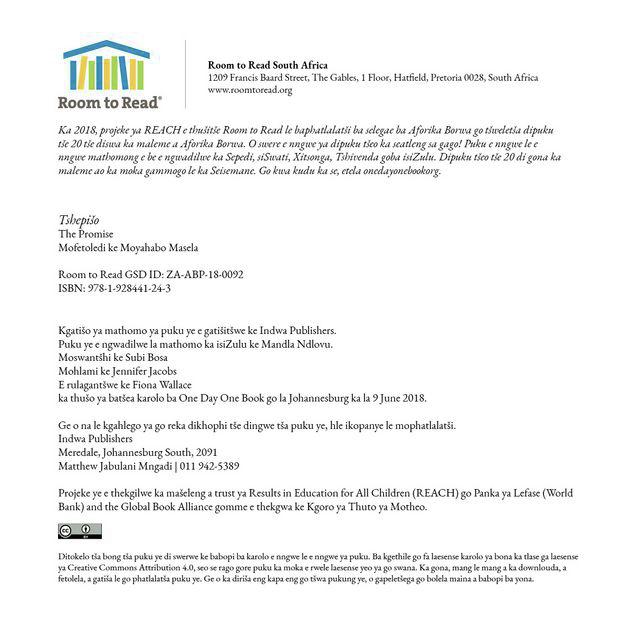 Room to Read®
Room to Read South Africa
1209 Francis Baard Street, The Gables, 1 Floor, Hatfield, Pretoria 0028, South Africa
www.roomtoread.org
Ka 2018, projeke ya REACH e thušitše Room to Read le baphatlalatši ba selegae ba Aforika Borwa go tšweletša dipuku
tše 20 tše diswa ka maleme a Aforika Borwa. O swere e nngwe ya dipuku tšeo ka seatleng sa gago! Puku e nngwe le e
nngwe mathomong e be e ngwadilwe ka Sepedi, siSwati, Xitsonga, Tshivenda goba isiZulu. Dipuku tšeo tše 20 di gona ka
maleme ao ka moka gammogo le ka Seisemane. Go kwa kudu ka se, etela onedayonebookorg.
Tshepišo
The Promise
Mofetoledi ke Moyahabo Masela
Room to Read GSD ID: ZA-ABP-18-0092
ISBN: 978-1-928441-24-3
Kgatišo ya mathomo ya puku ye e gatišitšwe ke Indwa Publishers.
Puku ye e ngwadilwe la mathomo ka isiZulu ke Mandla Ndlovu.
Moswantšhi ke Subi Bosa
Mohlami ke Jennifer Jacobs
E rulagantšwe ke Fiona Wallace
ka thušo ya batšea karolo ba One Day One Book go la Johannesburg ka la 9 June 2018.
Ge o na le kgahlego ya go reka dikhophi tše dingwe tša puku ye, hle ikopanye le mophatlalatši.
Indwa Publishers
Meredale, Johannesburg South, 2091
Matthew Jabulani Mngadi | 011 942-5389
Projeke ye e thekgilwe ka mašeleng a trust ya Results in Education for All Children (REACH) go Panka ya Lefase (World
Bank) and the Global Book Alliance gomme e thekgwa ke Kgoro ya Thuto ya Motheo.
cc BY
Ditokelo tša bong tša puku ye di swerwe ke babopi ba karolo e nngwe le e nngwe ya puku. Ba kgethile go fa laesense karolo ya bona ka tlase ga laesense
ya Creative Commons Attribution 4.0, seo se rago gore puku ka moka e rwele laesense yeo ya go swana. Ka gona, mang le mang a ka downlouda, a
fetolela, a gatiša le go phatlalatša puku ye. Ge o ka diriša eng kapa eng go tšwa pukung ye, o gapeletšega go bolela maina a babopi ba yona.